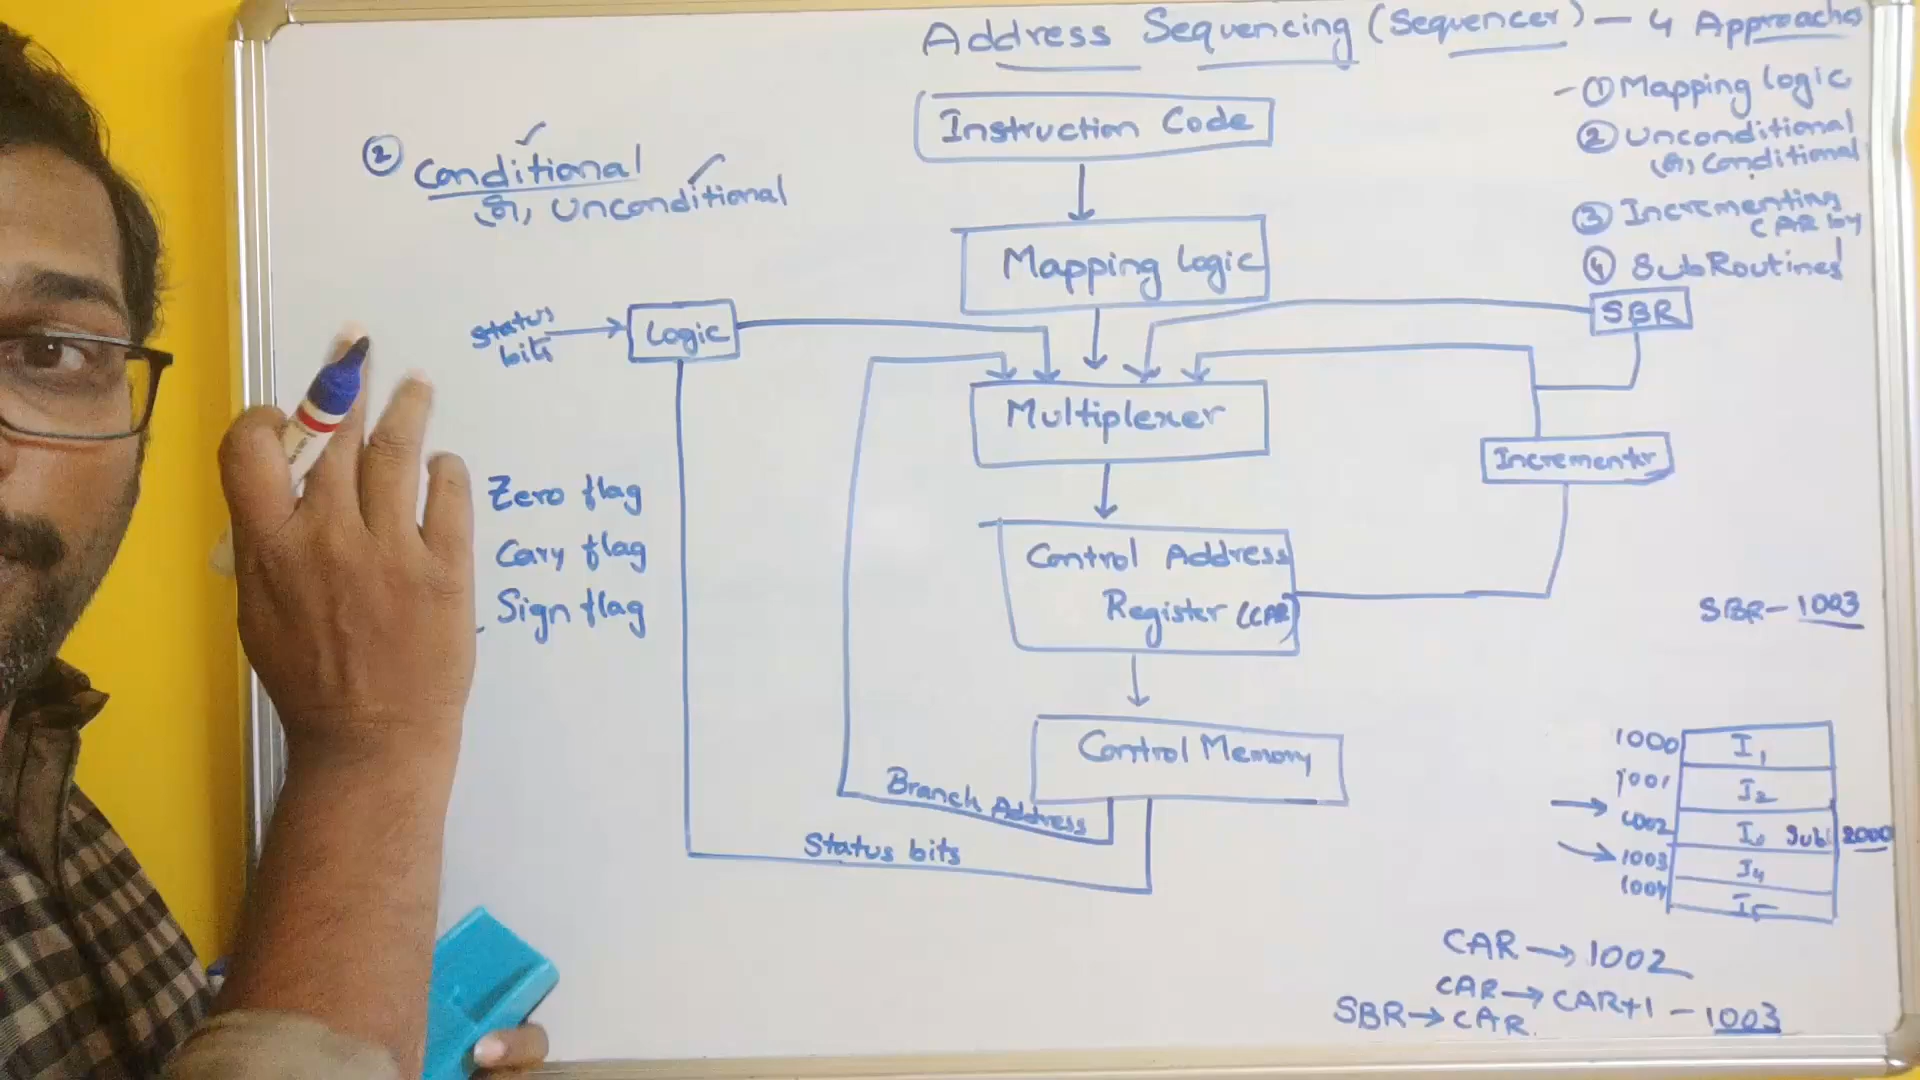 Address Sequencing (Sequencer) — 4 Approaches
① Mapping logic
② Unconditional
(or) Conditional
③ Incrementing
CAR by 1
④ SubRoutines
② Conditional
(or) Unconditional
Instruction Code
Mapping logic
Status
bits
Logic
SBR
Multiplexer
Incrementer
Zero flag
Cary flag
Sign flag
Control Address
Register (CAR)
SBR - 1003
Control Memory
Branch Address
Status bits
1000 I1
1001 I2
1002 Sub 2000
1003 I4
1004 I5
CAR → 1002
CAR → CAR+1 - 1003
SBR → CAR